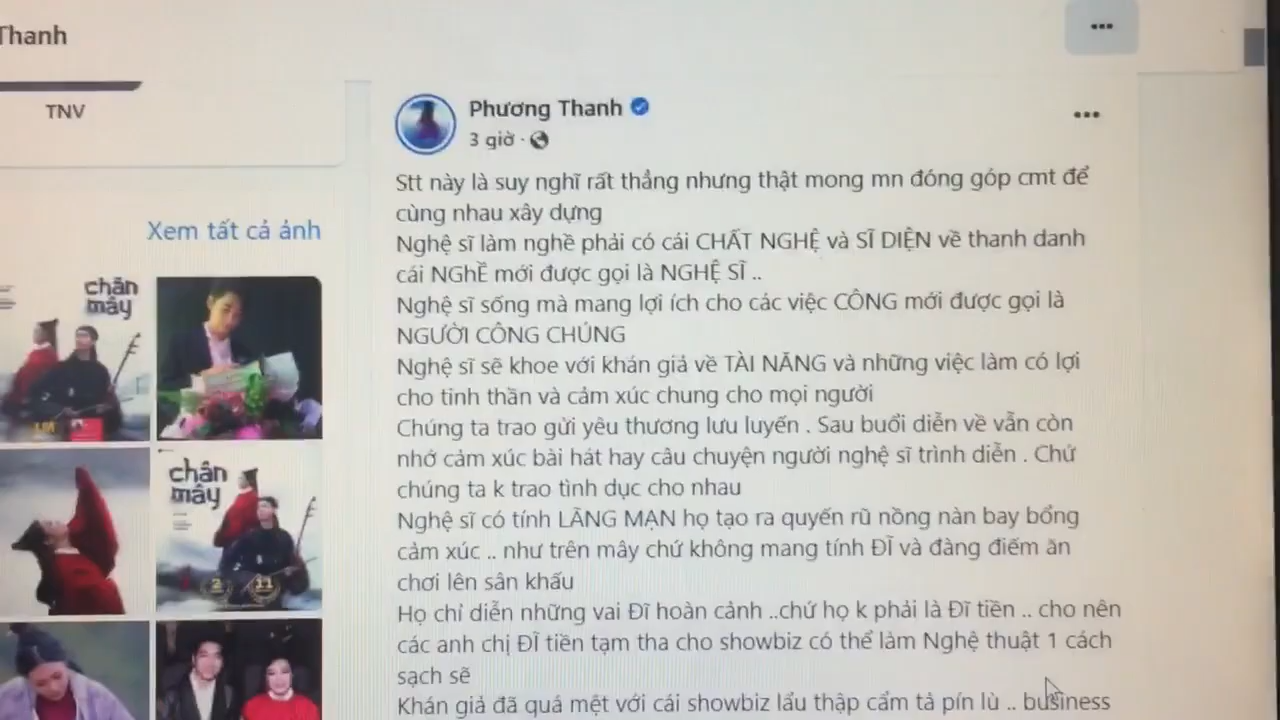 Thanh
TNV
Xem tất cả ảnh
chân
mây
chân
mây
2
11
Phương Thanh
3 giờ ·
Stt này là suy nghĩ rất thẳng nhưng thật mong mn đóng góp cmt để
cùng nhau xây dựng
Nghệ sĩ làm nghề phải có cái CHẤT NGHỆ và SĨ DIỆN về thanh danh
cái NGhỀ mới được gọi là NGHỆ SĨ ..
Nghệ sĩ sống mà mang lợi ích cho các việc CÔNG mới được gọi là
NGƯỜI CÔNG CHÚNG
Nghệ sĩ sẽ khoe với khán giả về TÀI NĂNG và những việc làm có lợi
cho tinh thần và cảm xúc chung cho mọi người
Chúng ta trao gửi yêu thương lưu luyến . Sau buổi diễn về vẫn còn
nhớ cảm xúc bài hát hay câu chuyện người nghệ sĩ trình diễn . Chứ
chúng ta k trao tình dục cho nhau
Nghệ sĩ có tính LÃNG MẠN họ tạo ra quyến rũ nồng nàn bay bổng
cảm xúc .. như trên mây chứ không mang tính ĐĨ và đàng điếm ăn
chơi lên sân khấu
Họ chỉ diễn những vai Đĩ hoàn cảnh ..chứ họ k phải là Đĩ tiền .. cho nên
các anh chị ĐĨ tiền tạm tha cho showbiz có thể làm Nghệ thuật 1 cách
sạch sẽ
Khán giả đã quá mệt với cái showbiz lẩu thập cẩm tả pín lù .. business